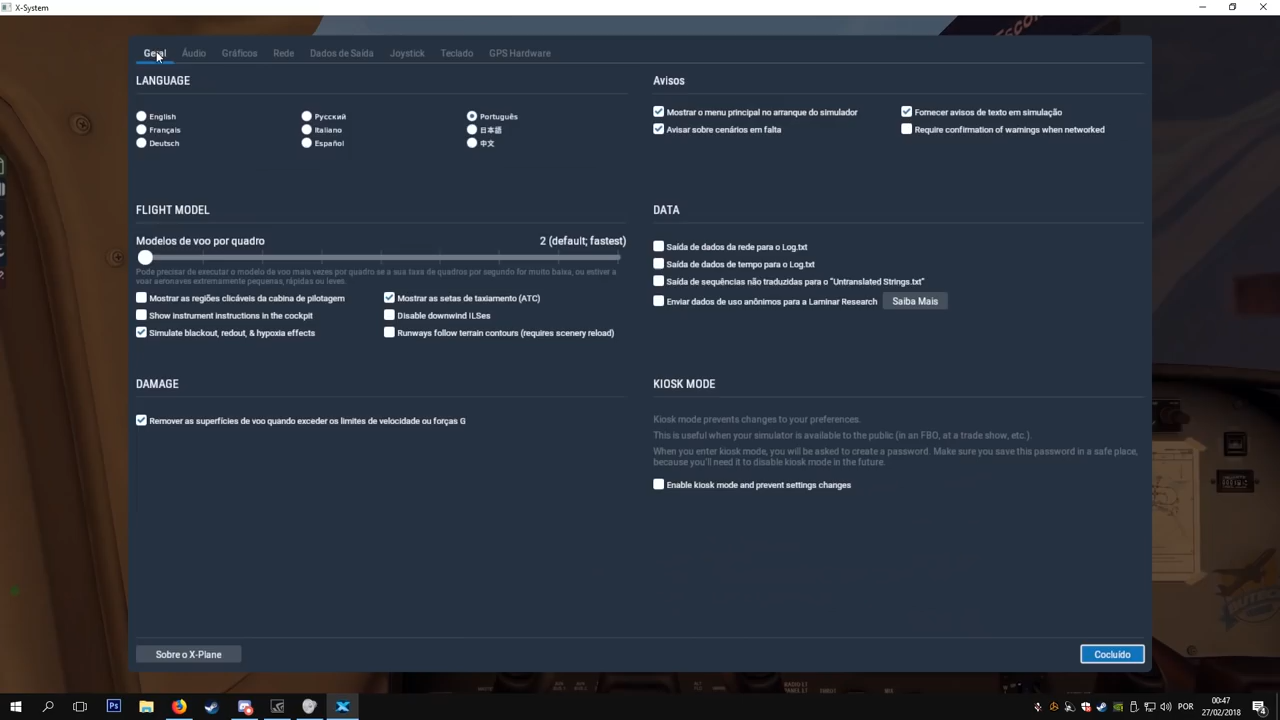 X-System
Geral Áudio Gráficos Rede Dados de Saída Joystick Teclado GPS Hardware
LANGUAGE
English Русский Português
Français Italiano 日本語
Deutsch Español 中文
Avisos
Mostrar o menu principal no arranque do simulador Fornecer avisos de texto em simulação
Avisar sobre cenários em falta Require confirmation of warnings when networked
FLIGHT MODEL
Modelos de voo por quadro 2 (default; fastest)
Pode precisar de executar o modelo de voo mais vezes por quadro se a sua taxa de quadros por segundo for muito baixa, ou estiver a
voar aeronaves extremamente pequenas, rápidas ou leves.
Mostrar as regiões clicáveis da cabina de pilotagem Mostrar as setas de taxiamento (ATC)
Show instrument instructions in the cockpit Disable downwind ILSes
Simulate blackout, redout, & hypoxia effects Runways follow terrain contours (requires scenery reload)
DATA
Saída de dados da rede para o Log.txt
Saída de dados de tempo para o Log.txt
Saída de sequências não traduzidas para o "Untranslated Strings.txt"
Enviar dados de uso anônimos para a Laminar Research Saiba Mais
DAMAGE
Remover as superfícies de voo quando exceder os limites de velocidade ou forças G
KIOSK MODE
Kiosk mode prevents changes to your preferences.
This is useful when your simulator is available to the public (in an FBO, at a trade show, etc.).
When you enter kiosk mode, you will be asked to create a password. Make sure you save this password in a safe place,
because you'll need it to disable kiosk mode in the future.
Enable kiosk mode and prevent settings changes
Sobre o X-Plane Cocluído
POR 00:47
27/02/2018